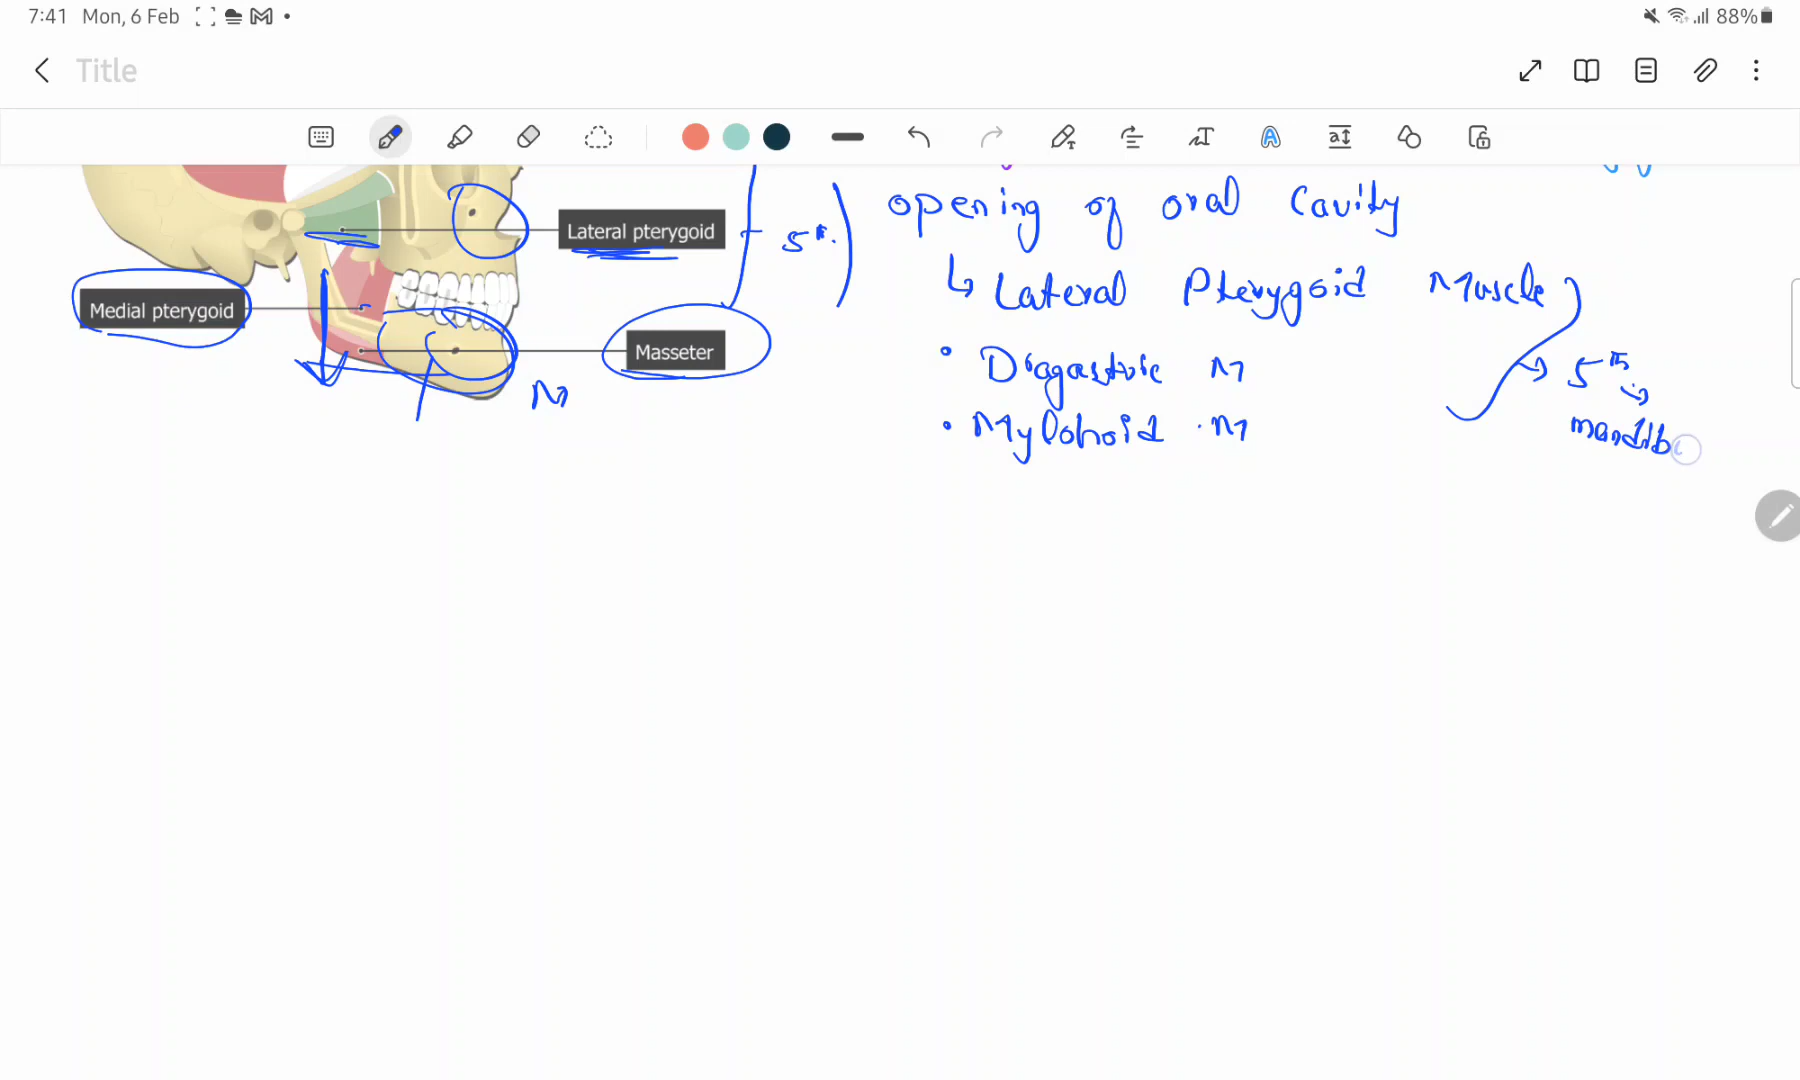 7:41 Mon, 6 Feb
88%
Title
Lateral pterygoid
Medial pterygoid
Masseter
M
5th.
opening of oral cavity
↳ Lateral Pterygoid Muscle
• Diagastric M
• Mylohoid . M
→ 5th
mandib